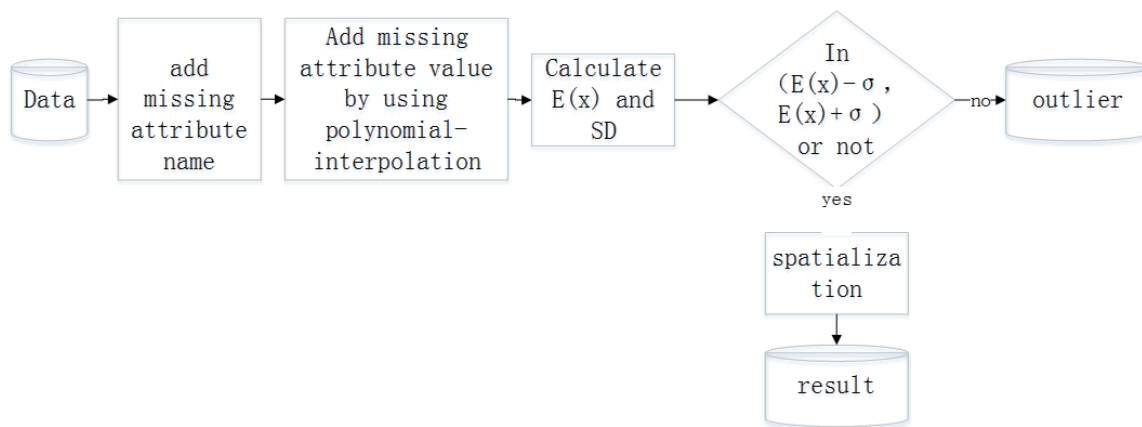 Data
add
missing
attribute
name
Add missing
attribute value
by using
polynomial-
interpolation
Calculate
E(x) and
SD
In
(E(x)-σ,
E(x)+σ)
or not
no
outlier
yes
spatializa
tion
result